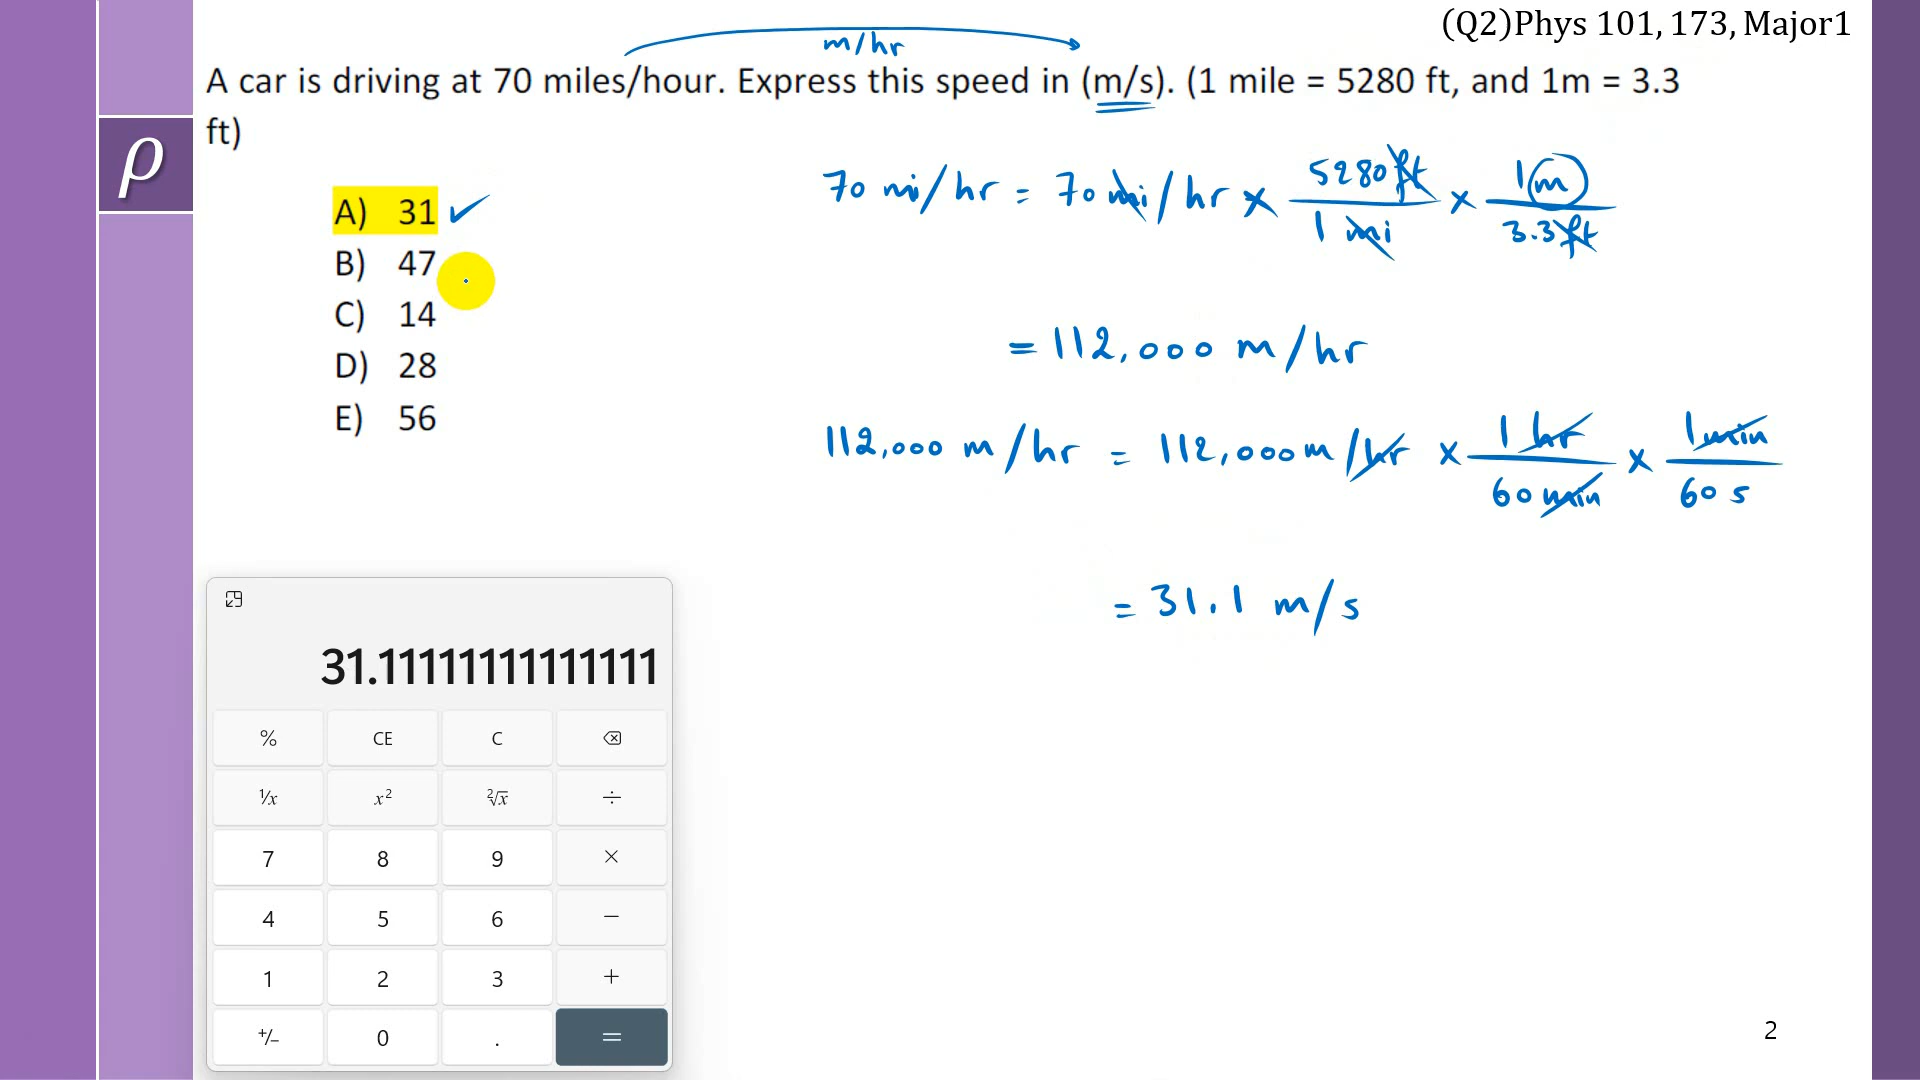 (Q2)Phys 101, 173, Major1
m/hr
A car is driving at 70 miles/hour. Express this speed in (m/s). (1 mile = 5280 ft, and 1m = 3.3
ft)
ρ
A) 31 ✓
B) 47
C) 14
D) 28
E) 56
70 mi/hr = 70 mi/hr × 5280 ft / 1 mi × 1 m / 3.3 ft
= 112,000 m/hr
112,000 m/hr = 112,000 m/hr × 1 hr / 60 min × 1 min / 60 s
= 31.1 m/s
31.11111111111111
% CE C ⌫
¹/x x² ²√x ÷
7 8 9 ×
4 5 6 −
1 2 3 +
+/− 0 . =
2